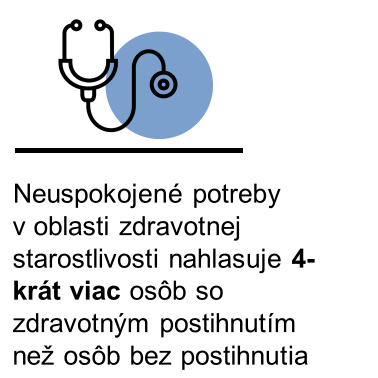 Neuspokojené potreby
v oblasti zdravotnej
starostlivosti nahlasuje 4-
krát viac osôb so
zdravotným postihnutím
než osôb bez postihnutia